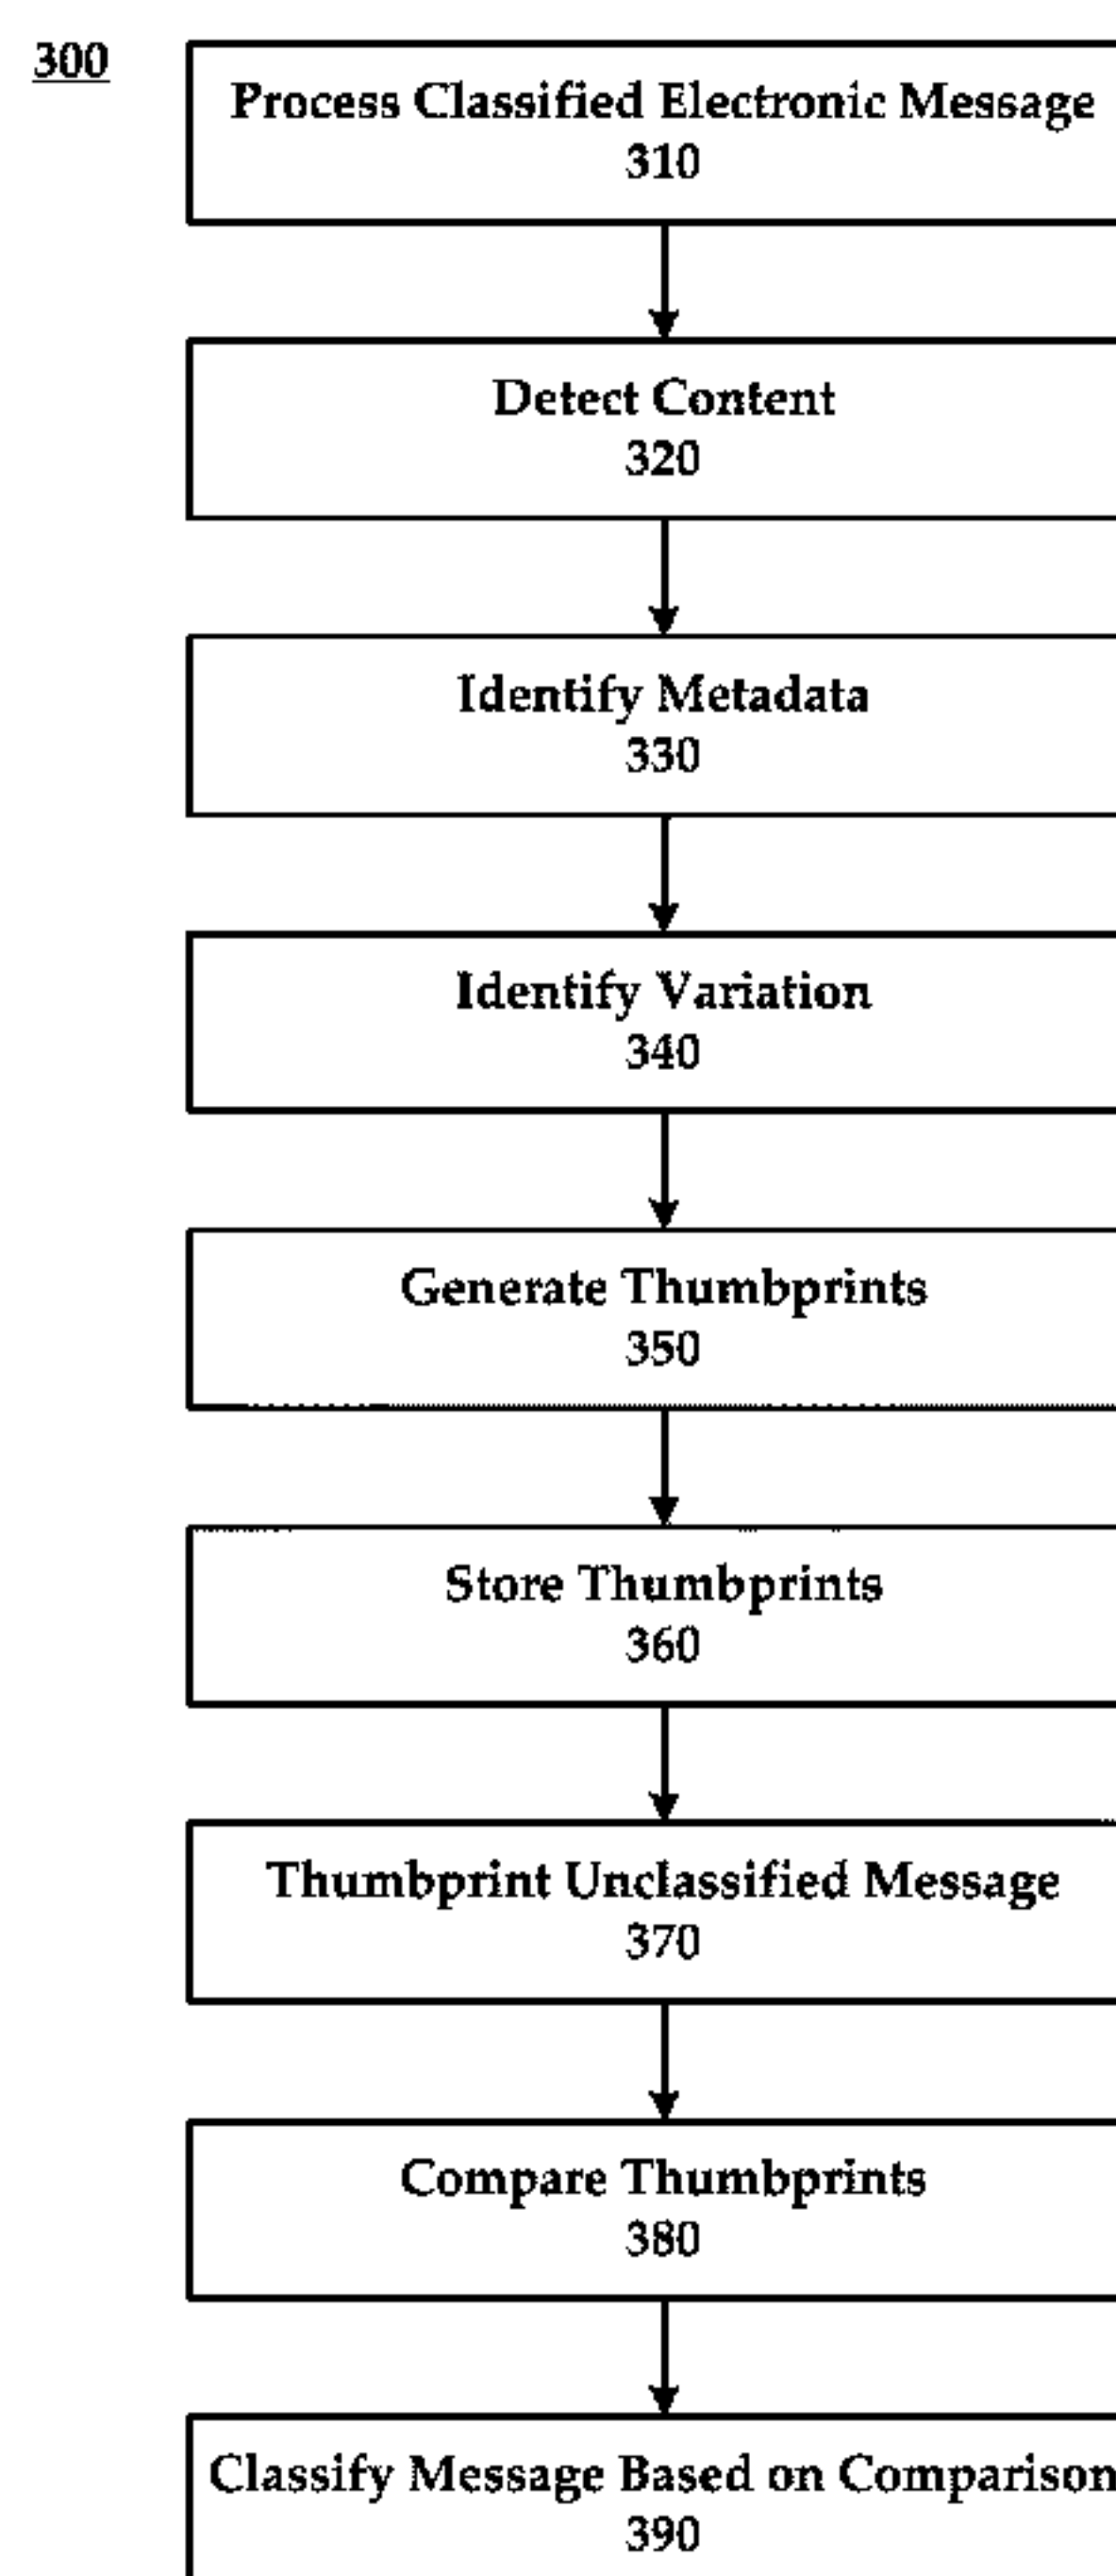 300
Process Classified Electronic Message
310
Detect Content
320
Identify Metadata
330
Identify Variation
340
Generate Thumbprints
350
Store Thumbprints
360
Thumbprint Unclassified Message
370
Compare Thumbprints
380
Classify Message Based on Comparison
390